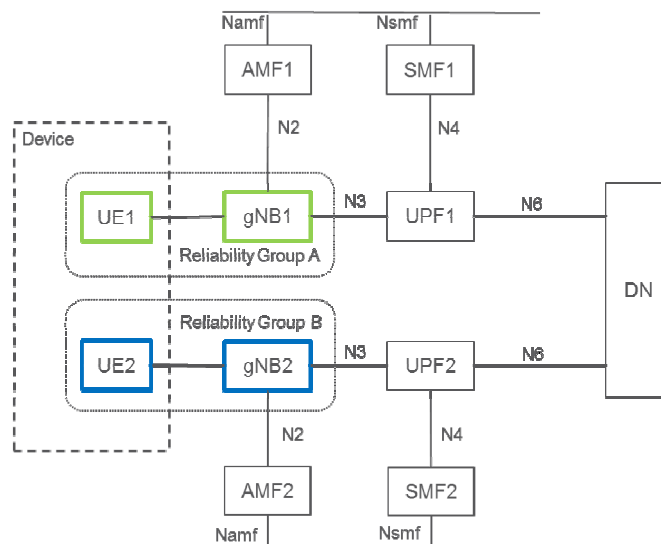 Namf
Nsmf
AMF1
SMF1
N2
N4
Device
UE1
gNB1
N3
UPF1
N6
Reliability Group A
DN
Reliability Group B
UE2
gNB2
N3
UPF2
N6
N2
N4
AMF2
SMF2
Namf
Nsmf